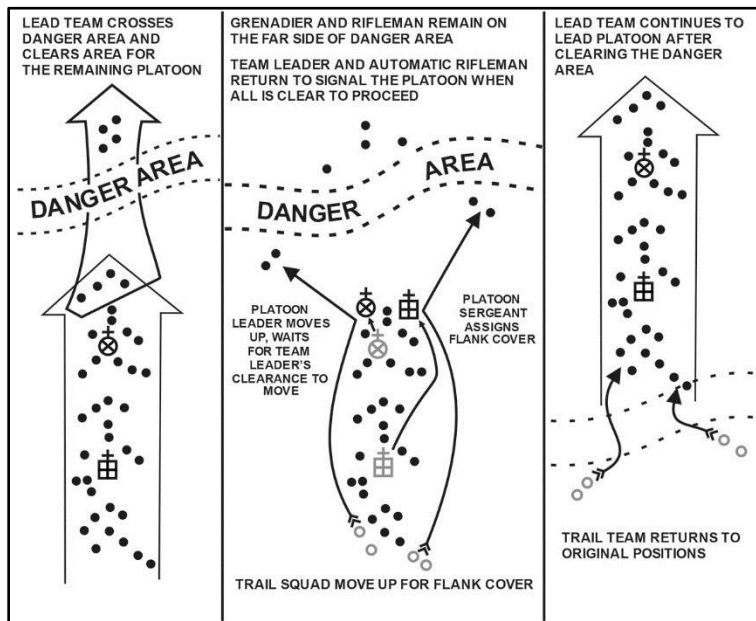 LEAD TEAM CROSSES
DANGER AREA AND
CLEARS AREA FOR
THE REMAINING PLATOON
DANGER AREA
GRENADIER AND RIFLEMAN REMAIN ON
THE FAR SIDE OF DANGER AREA
TEAM LEADER AND AUTOMATIC RIFLEMAN
RETURN TO SIGNAL THE PLATOON WHEN
ALL IS CLEAR TO PROCEED
DANGER AREA
PLATOON
LEADER MOVES
UP, WAITS
FOR TEAM
LEADER'S
CLEARANCE TO
MOVE
PLATOON
SERGEANT
ASSIGNS
FLANK COVER
TRAIL SQUAD MOVE UP FOR FLANK COVER
LEAD TEAM CONTINUES TO
LEAD PLATOON AFTER
CLEARING THE DANGER
AREA
TRAIL TEAM RETURNS TO
ORIGINAL POSITIONS